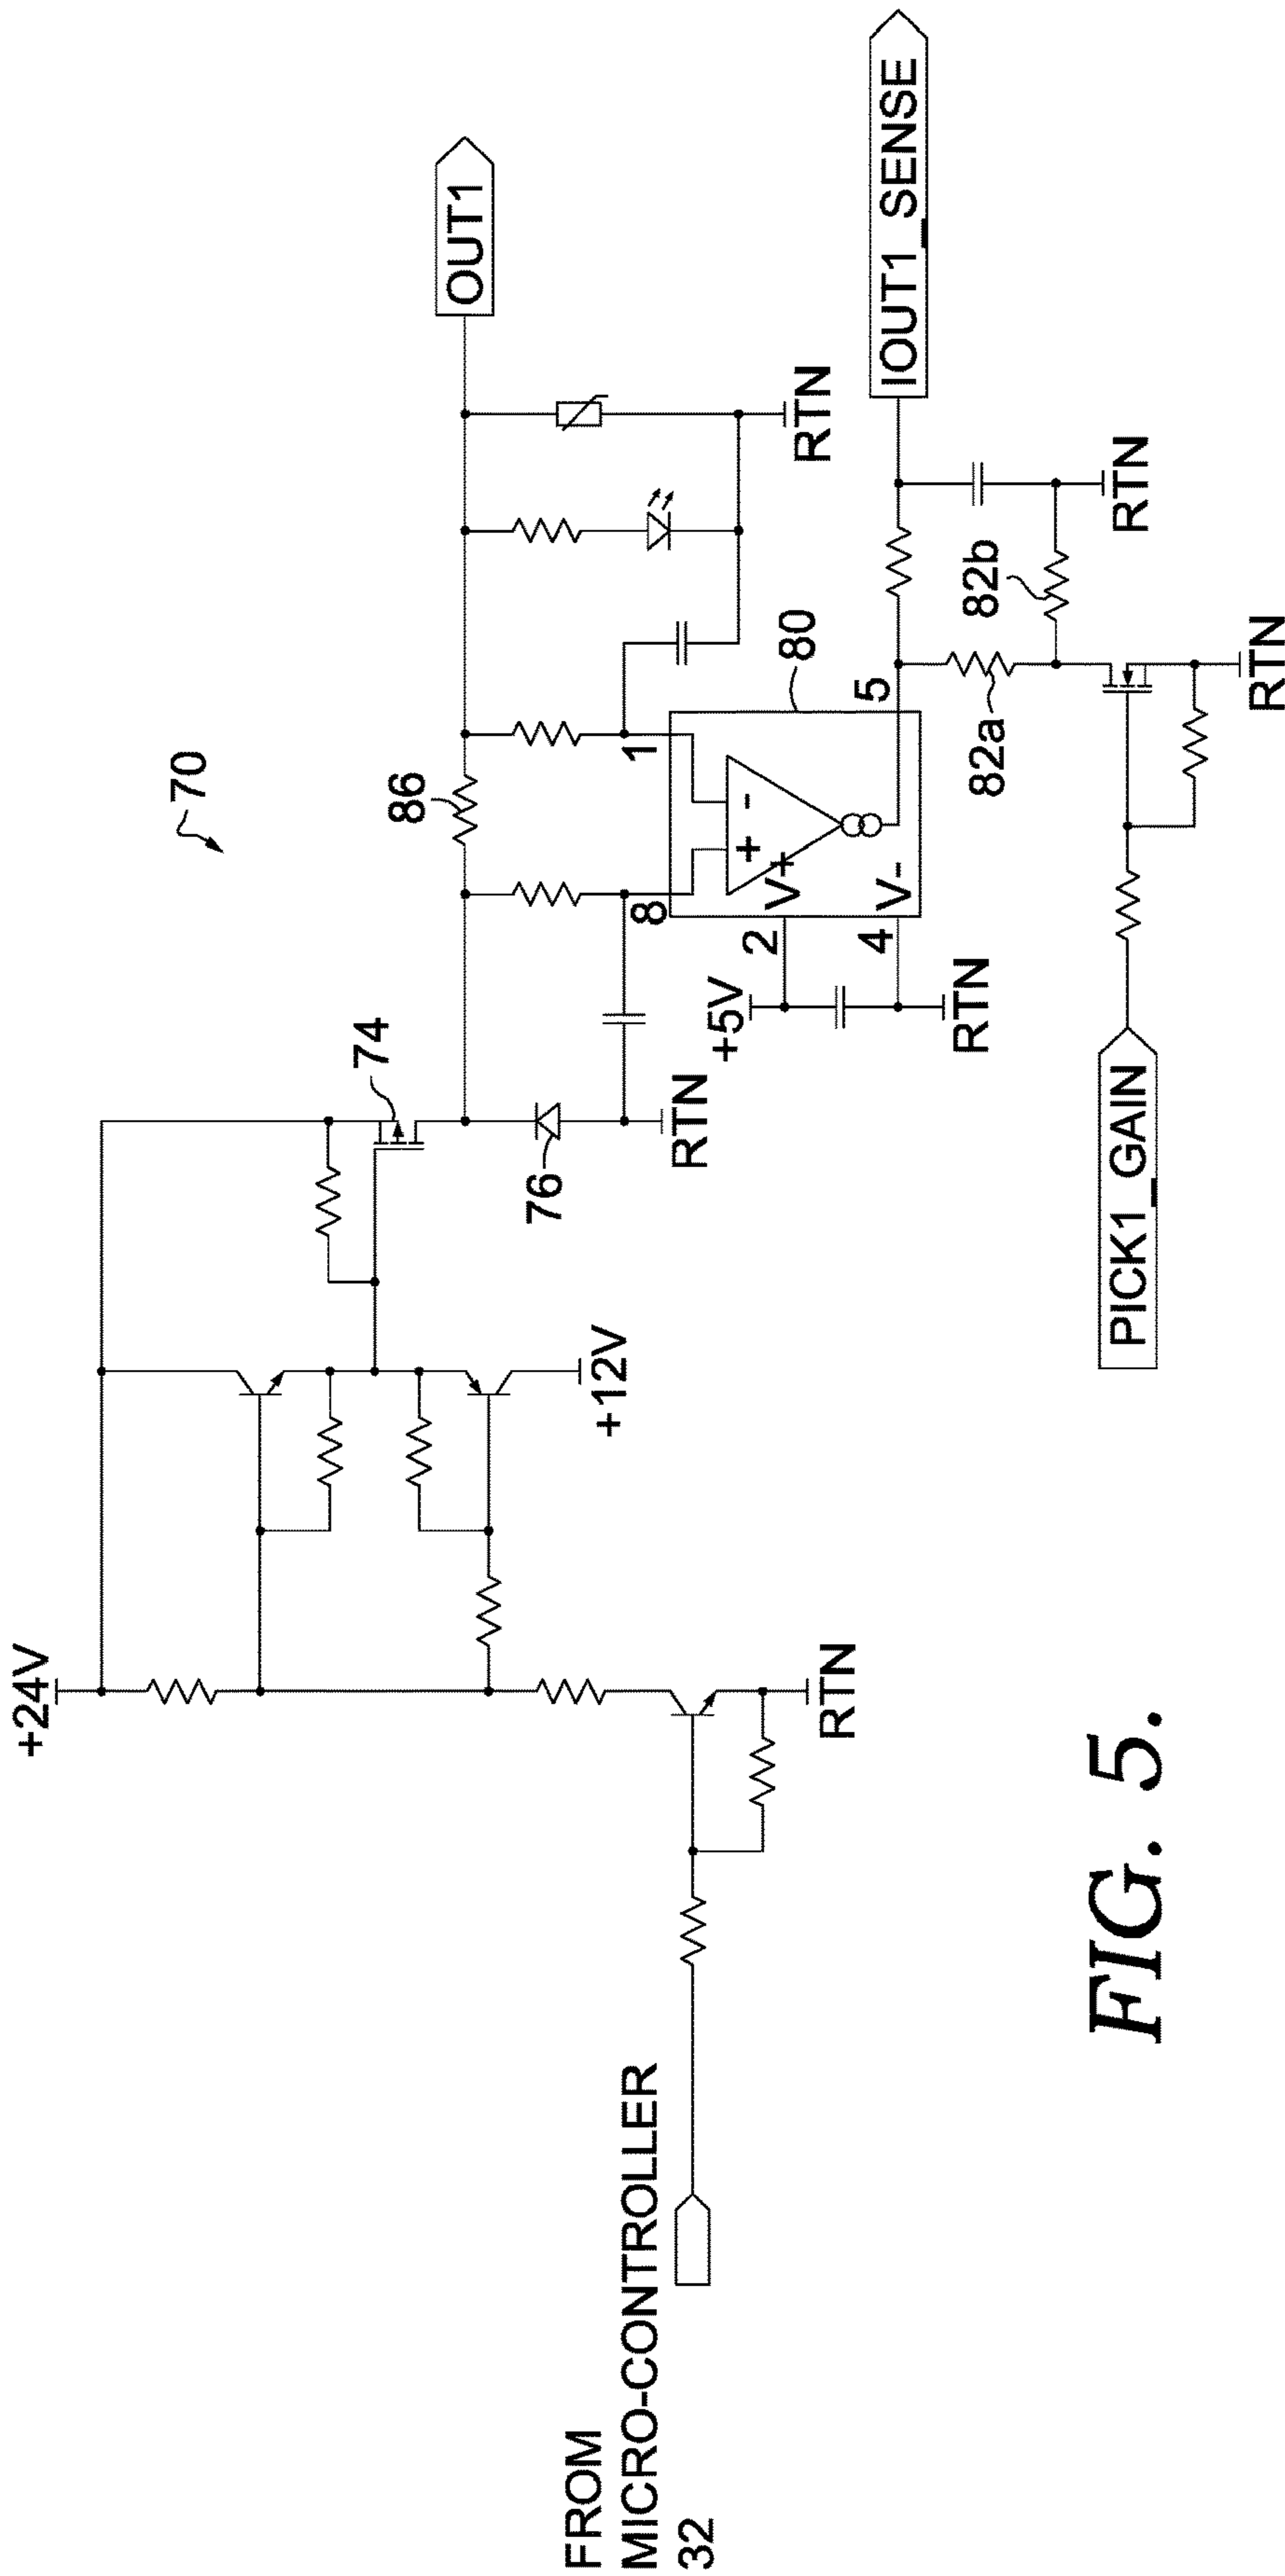 70
+24V
74
86
OUT1
76
RTN
+12V
RTN
8
1
+
-
V+
V-
2
4
5
80
+5V
RTN
IOUT1_SENSE
82a
82b
RTN
RTN
PICK1_GAIN
RTN
FROM
MICRO-CONTROLLER
32
FIG. 5.